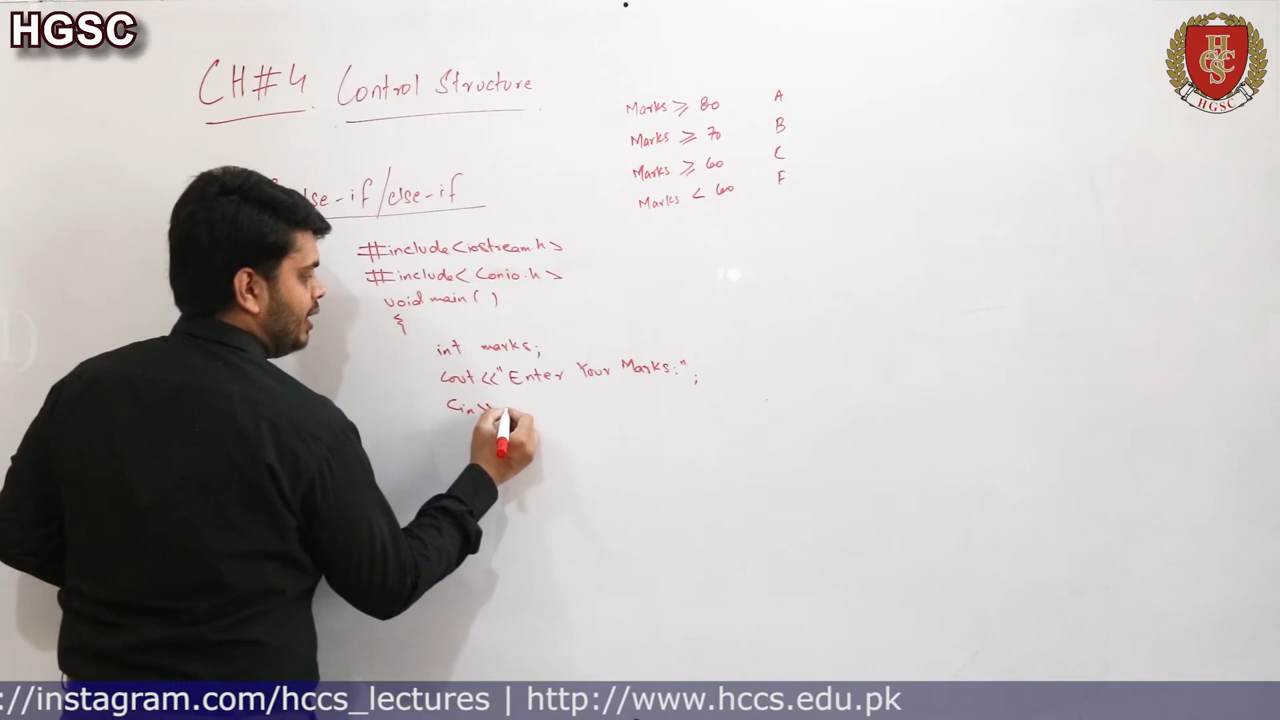 HGSC
CH#4 Control Structure
else-if/else-if
Marks ⩾ 80 A
Marks ⩾ 70 B
Marks ⩾ 60 C
Marks < 60 F
#include<iostream.h>
#include<conio.h>
void main()
{
int marks;
cout<<"Enter Your Marks:";
Cin>>
HGSC
HGSC
://instagram.com/hccs_lectures | http://www.hccs.edu.pk